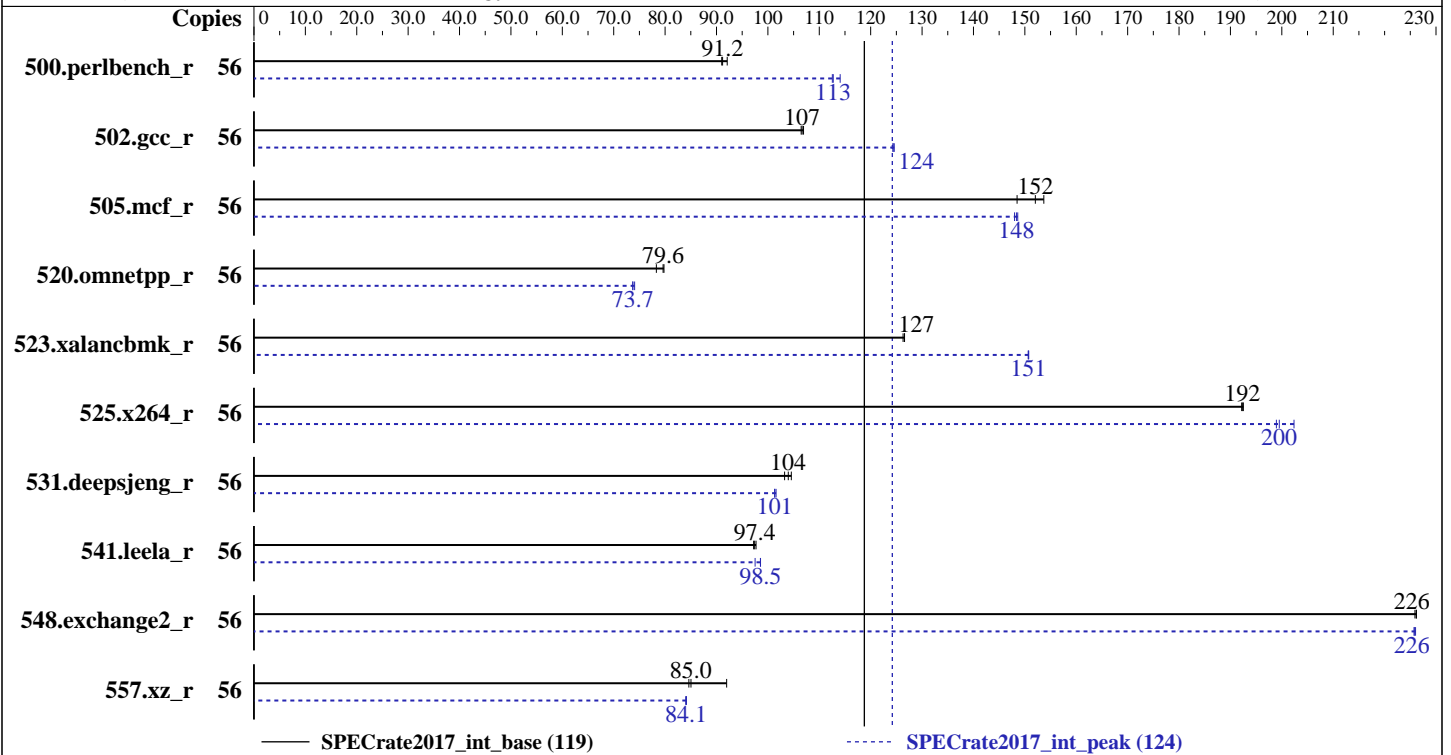 Copies 0 10.0 20.0 30.0 40.0 50.0 60.0 70.0 80.0 90.0 100 110 120 130 140 150 160 170 180 190 200 210 230
91.2
500.perlbench_r 56
113
107
502.gcc_r 56
124
152
505.mcf_r 56
148
79.6
520.omnetpp_r 56
73.7
127
523.xalancbmk_r 56
151
192
525.x264_r 56
200
104
531.deepsjeng_r 56
101
97.4
541.leela_r 56
98.5
226
548.exchange2_r 56
226
85.0
557.xz_r 56
84.1
SPECrate2017_int_base (119) SPECrate2017_int_peak (124)